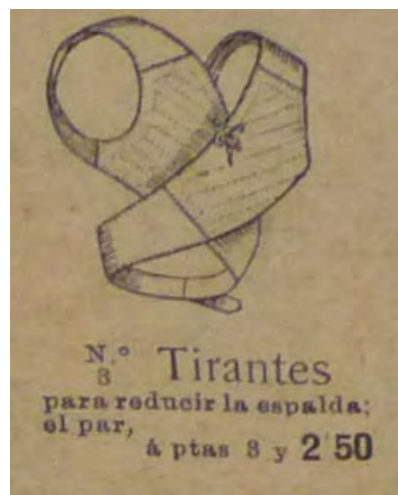 N.º 3 Tirantes
para reducir la espalda;
el par,
á ptas 3 y 2'50